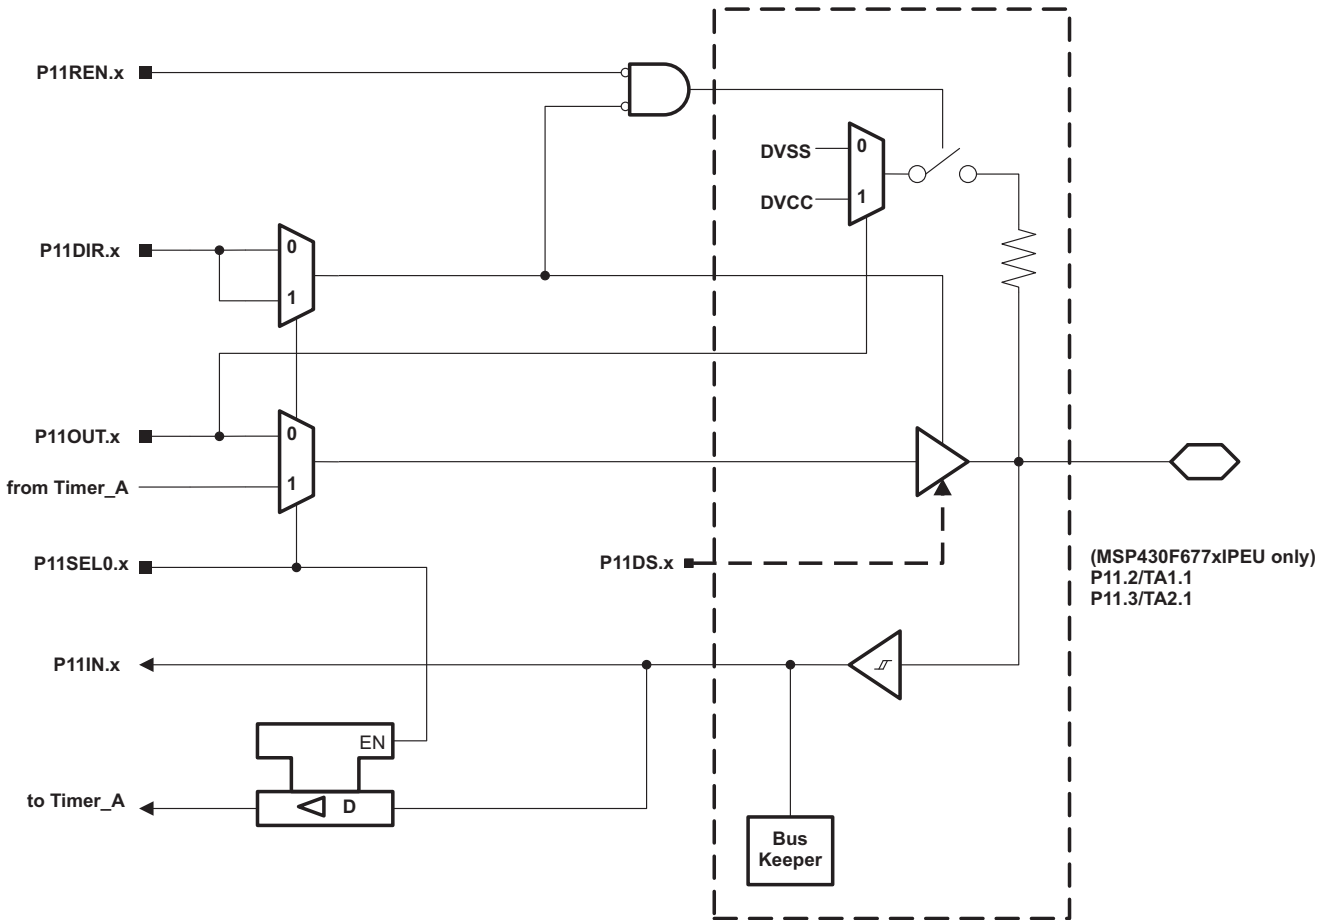 P11REN.x
DVSS
0
DVCC
1
P11DIR.x
0
1
P11OUT.x
0
from Timer_A
1
P11SEL0.x
P11DS.x
(MSP430F677xIPEU only)
P11.2/TA1.1
P11.3/TA2.1
P11IN.x
EN
to Timer_A
D
Bus
Keeper